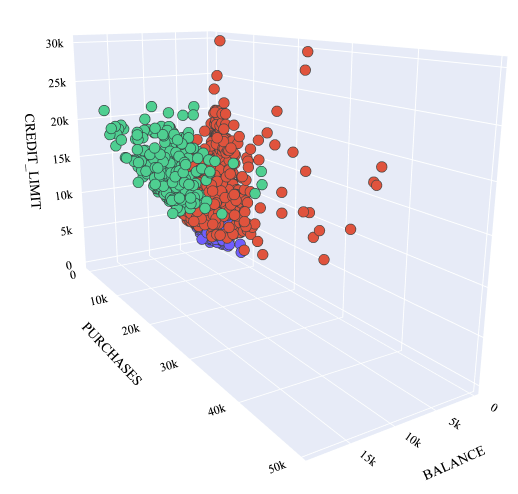 30k
25k
20k
15k
10k
5k
0
CREDIT_LIMIT
0
10k
20k
30k
40k
50k
PURCHASES
15k
10k
5k
0
BALANCE